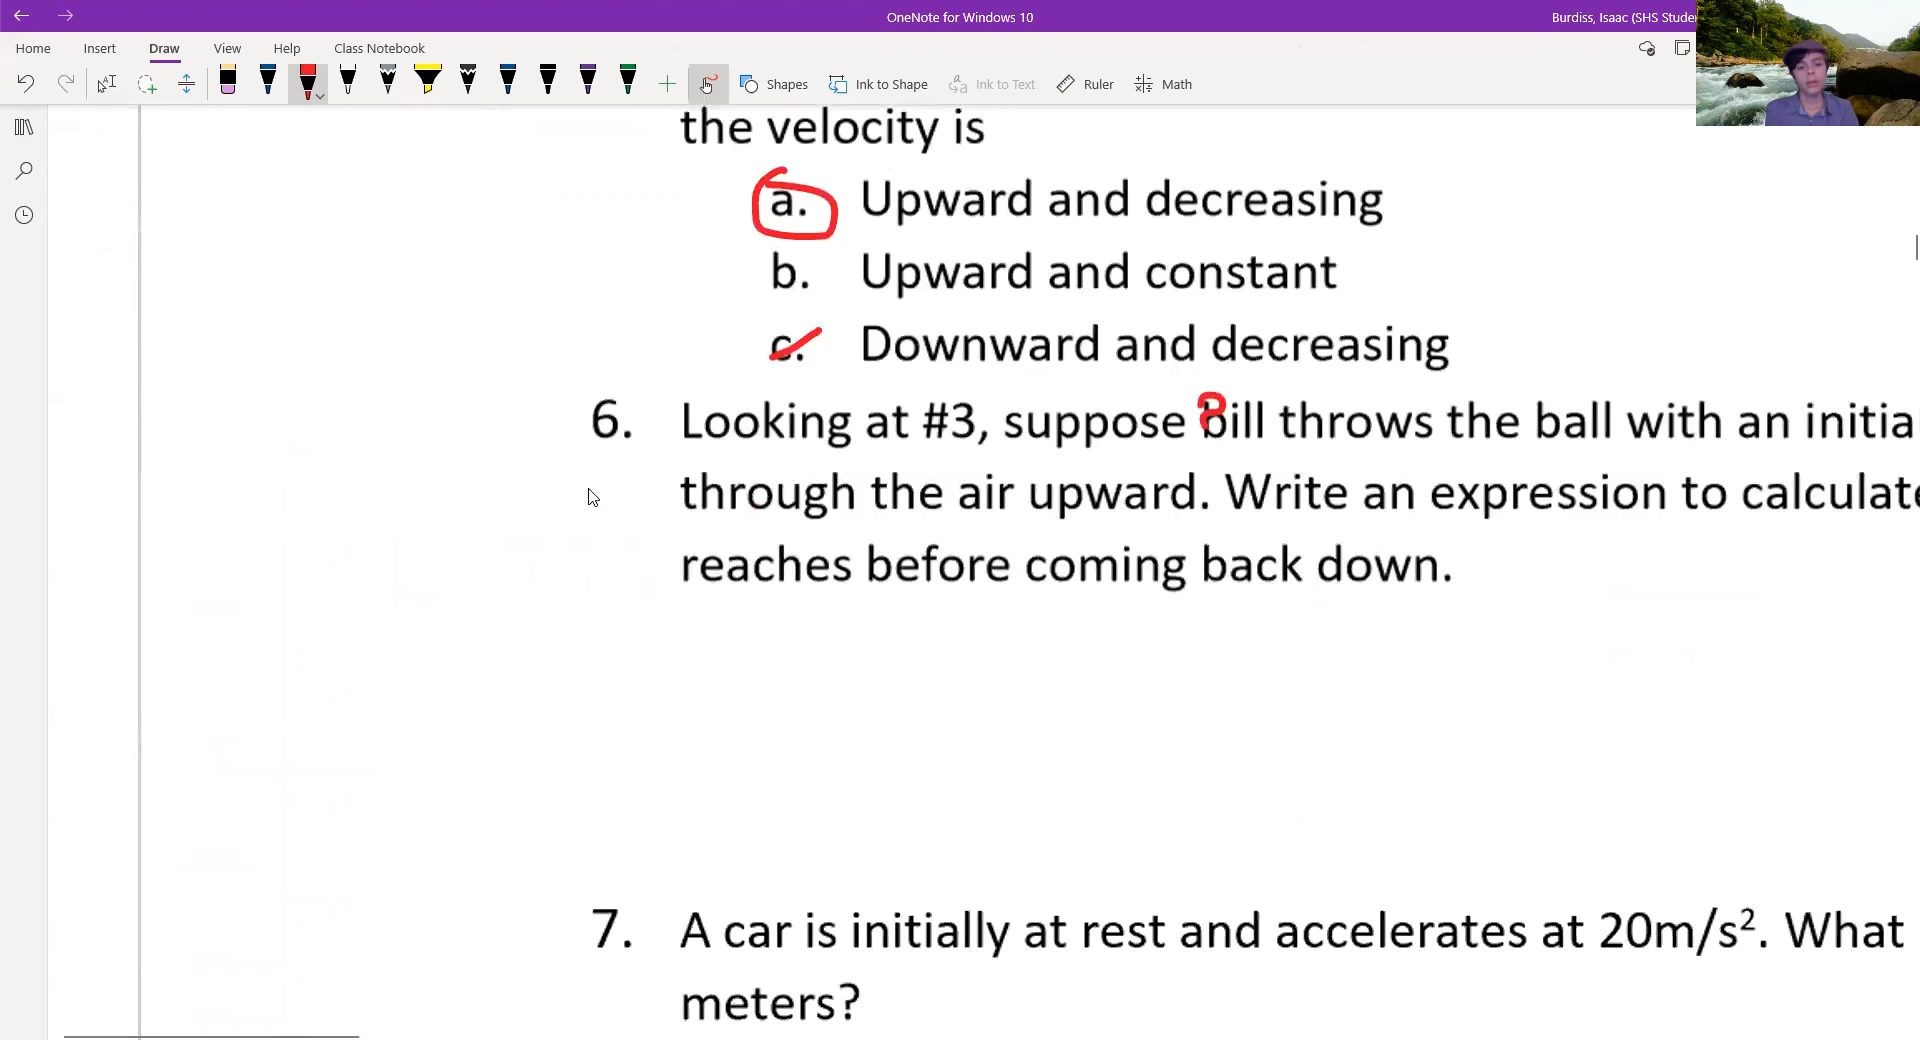 OneNote for Windows 10
Burdiss, Isaac (SHS Stude
Home Insert Draw View Help Class Notebook
Shapes Ink to Shape Ink to Text Ruler Math
the velocity is
a. Upward and decreasing
b. Upward and constant
c. Downward and decreasing
6. Looking at #3, suppose bill throws the ball with an initia
through the air upward. Write an expression to calculate
reaches before coming back down.
7. A car is initially at rest and accelerates at 20m/s². What
meters?